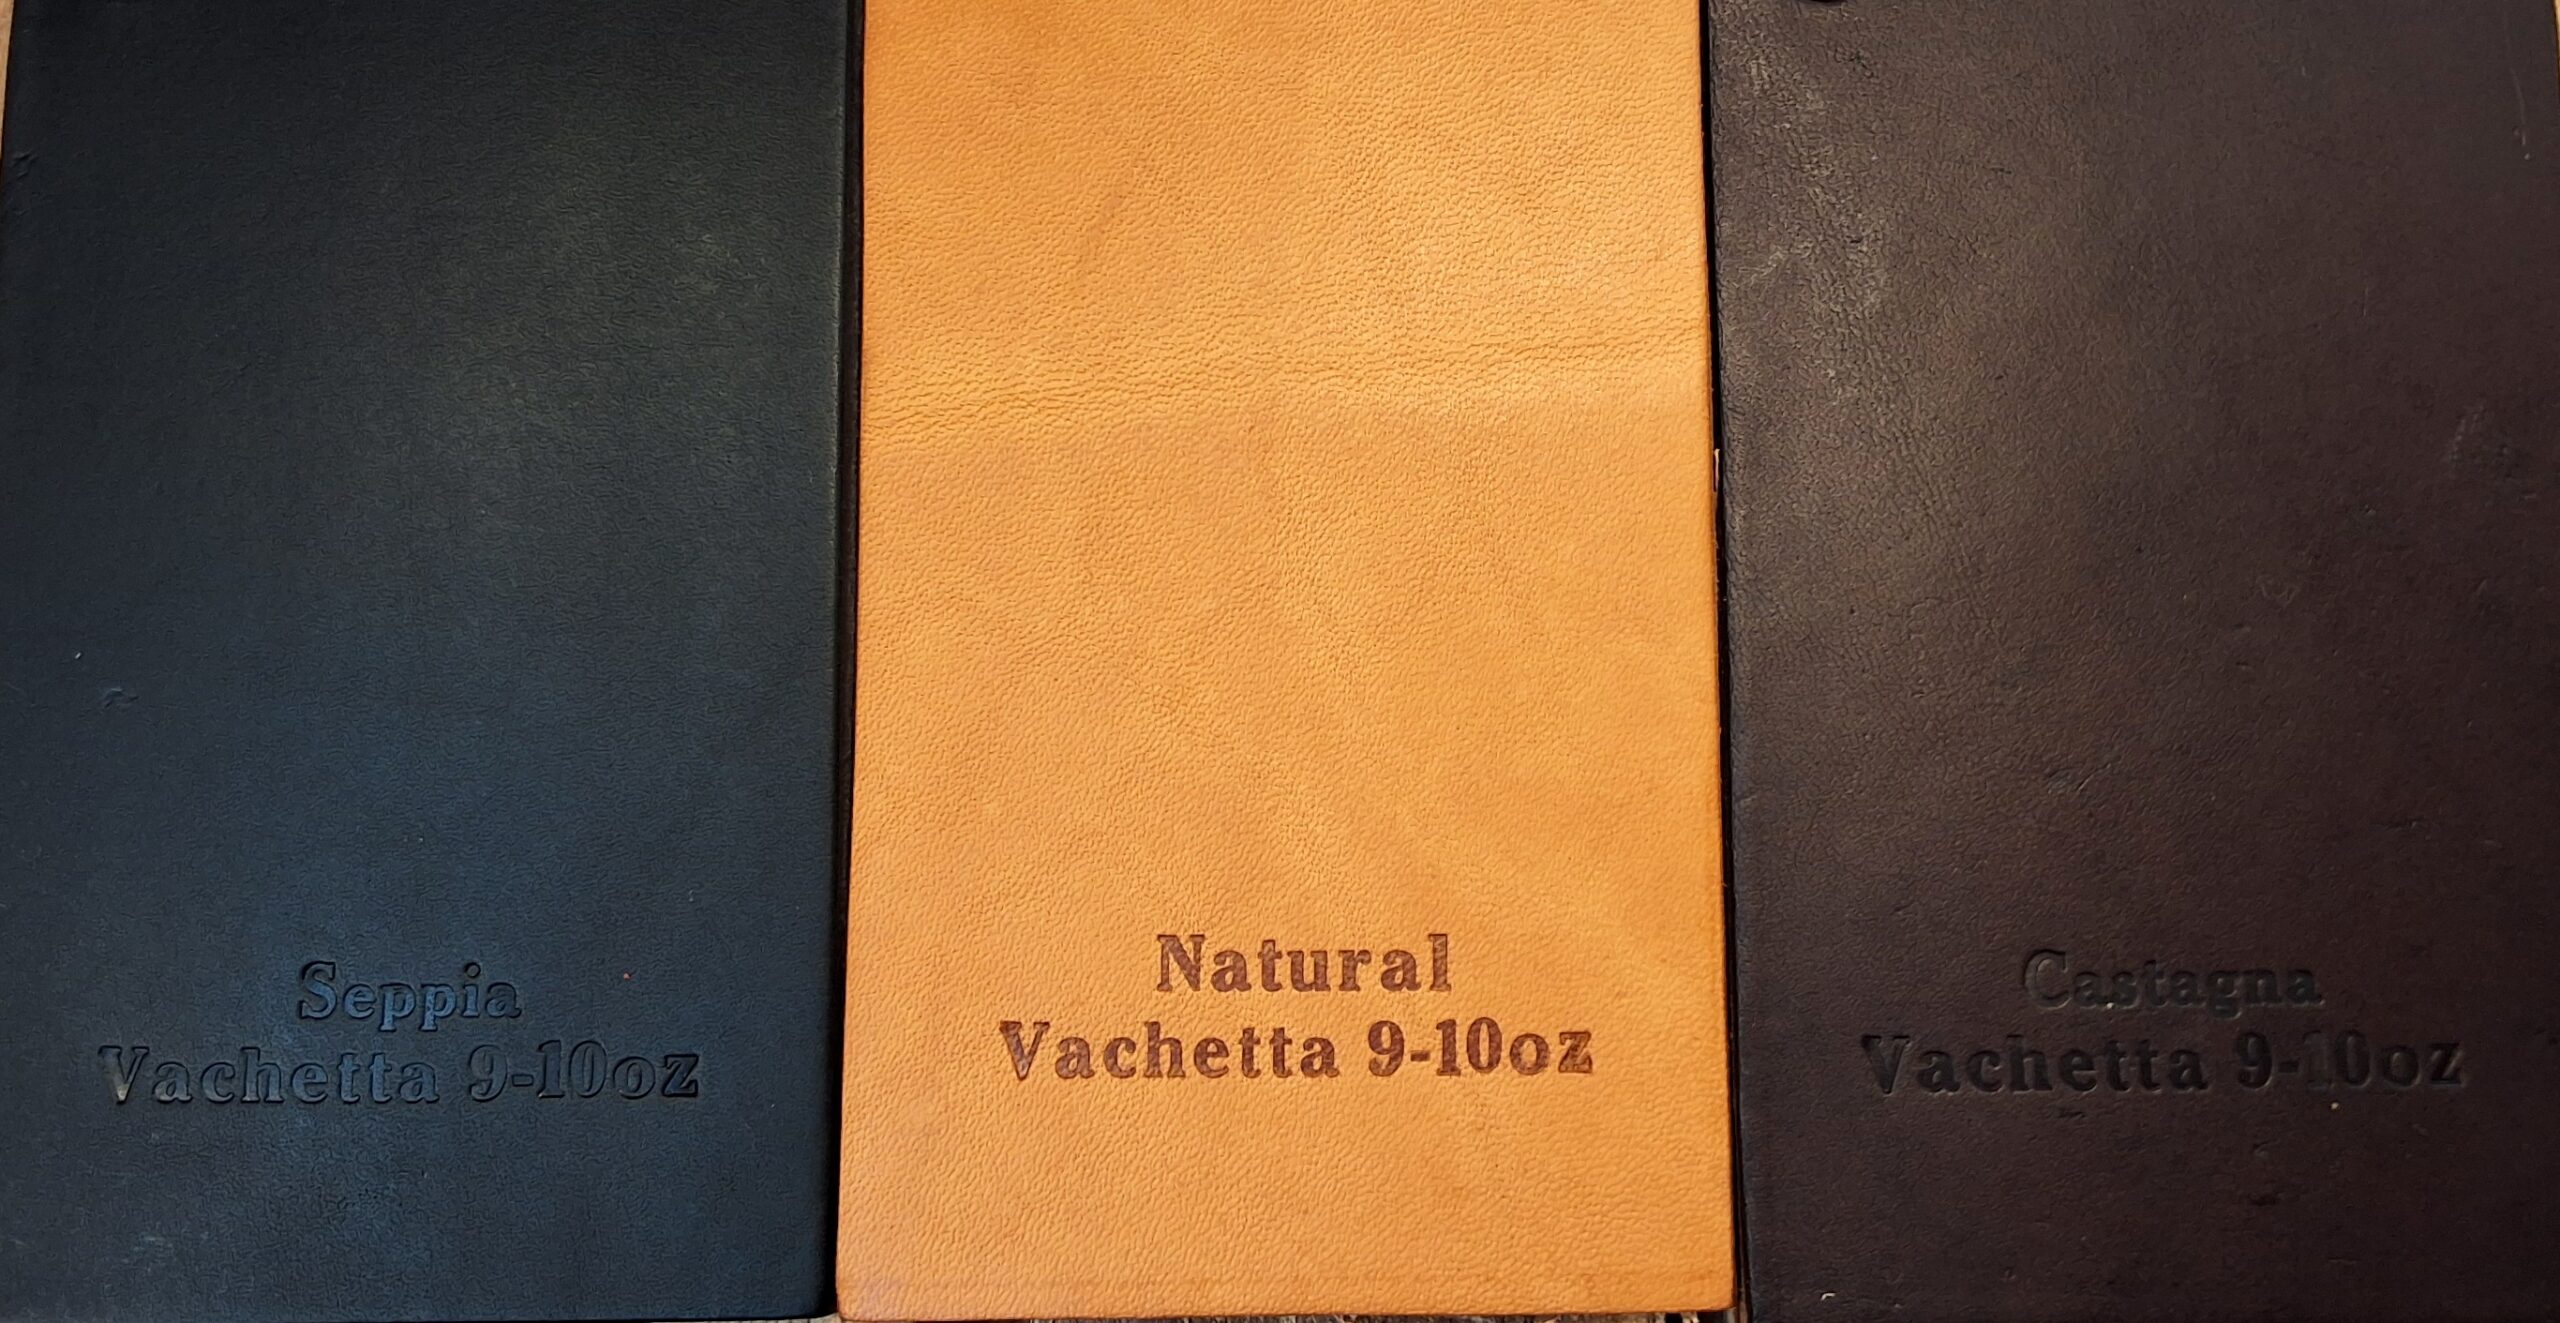 Seppia
Vachetta 9-10oz
Natural
Vachetta 9-10oz
Castagna
Vachetta 9-10oz